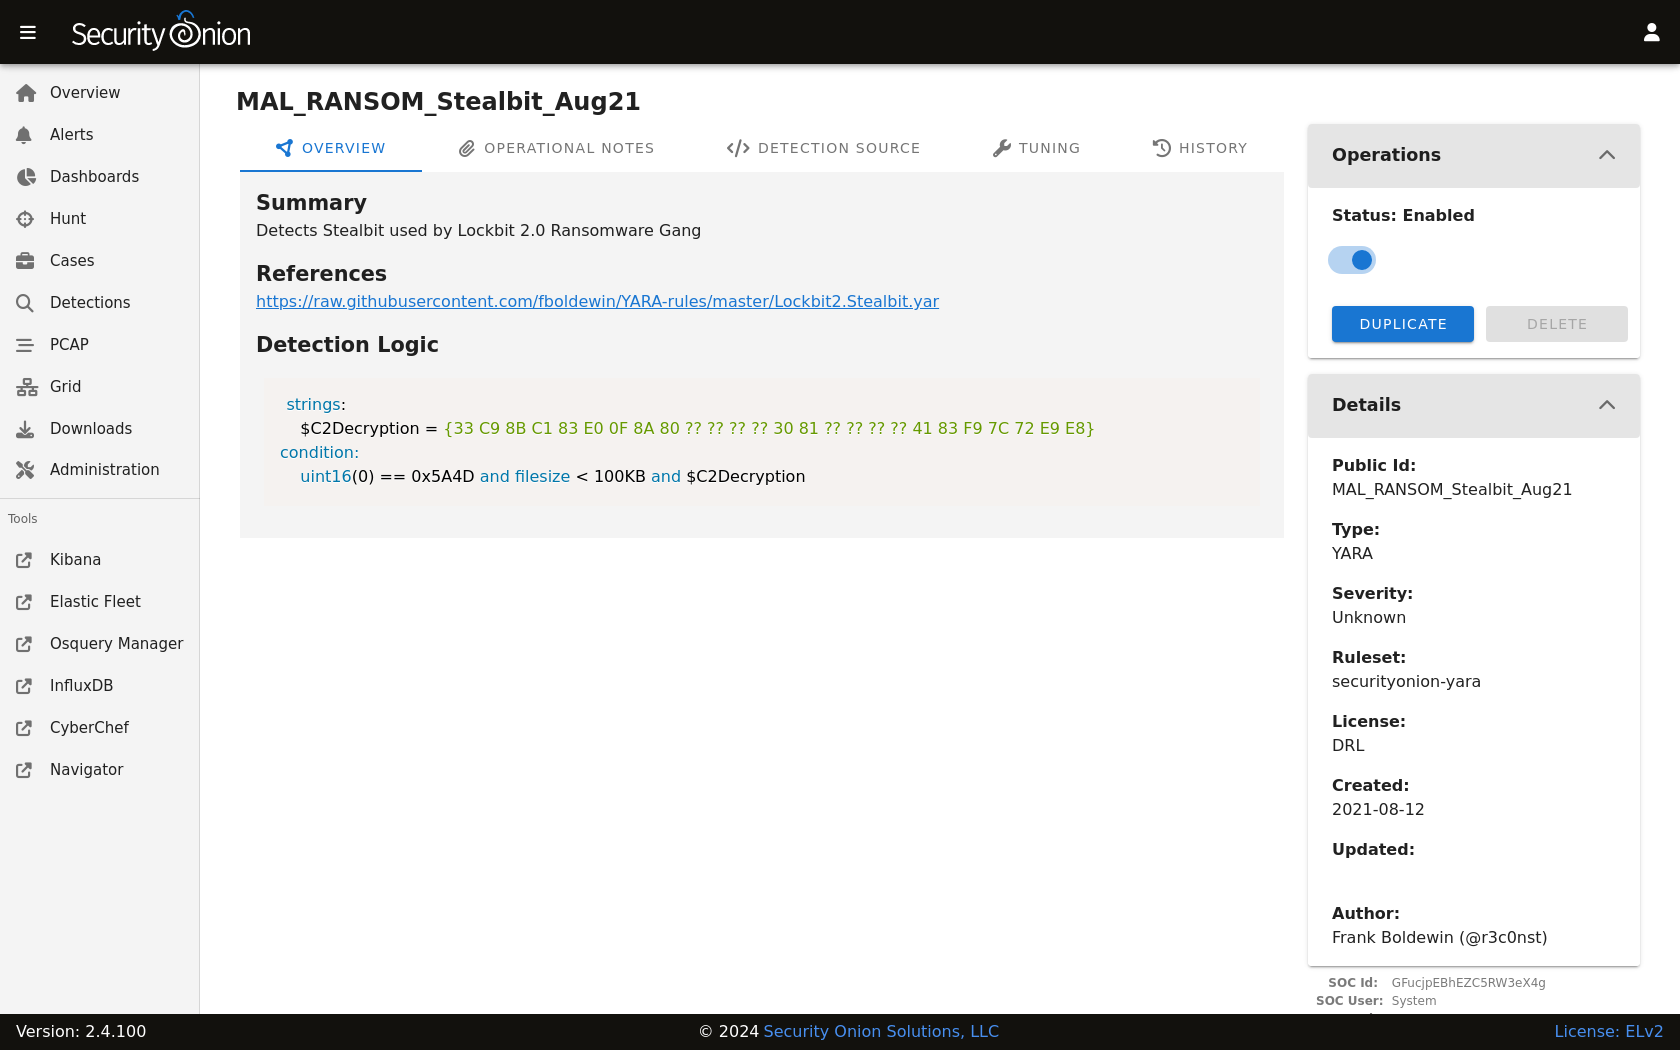 Security Onion
Overview
Alerts
Dashboards
Hunt
Cases
Detections
PCAP
Grid
Downloads
Administration
Tools
Kibana
Elastic Fleet
Osquery Manager
InfluxDB
CyberChef
Navigator
MAL_RANSOM_Stealbit_Aug21
OVERVIEW
OPERATIONAL NOTES
DETECTION SOURCE
TUNING
HISTORY
Summary
Detects Stealbit used by Lockbit 2.0 Ransomware Gang
References
https://raw.githubusercontent.com/fboldewin/YARA-rules/master/Lockbit2.Stealbit.yar
Detection Logic
strings:
$C2Decryption = {33 C9 8B C1 83 E0 0F 8A 80 ?? ?? ?? ?? 30 81 ?? ?? ?? ?? 41 83 F9 7C 72 E9 E8}
condition:
uint16(0) == 0x5A4D and filesize < 100KB and $C2Decryption
Operations
Status: Enabled
DUPLICATE
DELETE
Details
Public Id:
MAL_RANSOM_Stealbit_Aug21
Type:
YARA
Severity:
Unknown
Ruleset:
securityonion-yara
License:
DRL
Created:
2021-08-12
Updated:
Author:
Frank Boldewin (@r3c0nst)
SOC Id: GFucjpEBhEZC5RW3eX4g
SOC User: System
Version: 2.4.100
© 2024 Security Onion Solutions, LLC
License: ELv2